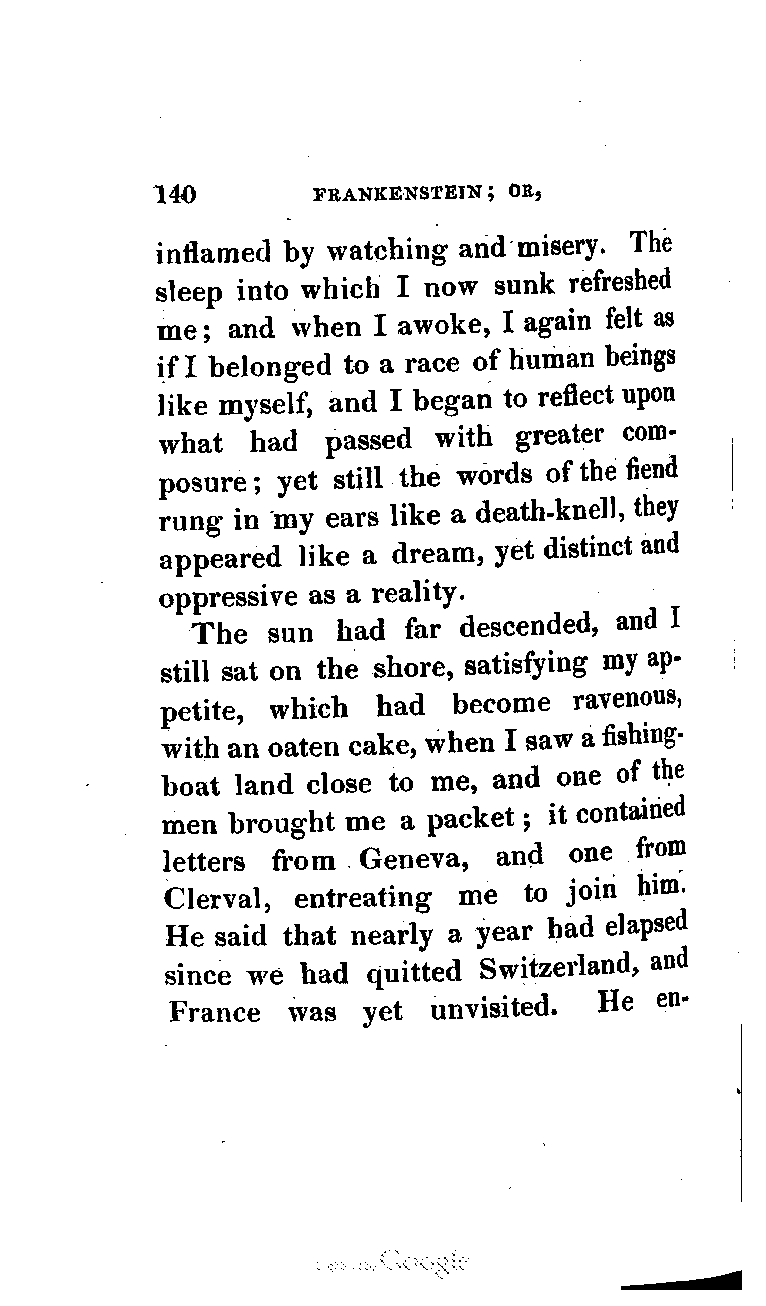 140 FRANKENSTEIN; OR,
inflamed by watching and misery. The
sleep into which I now sunk refreshed
me; and when I awoke, I again felt as
if I belonged to a race of human beings
like myself, and I began to reflect upon
what had passed with greater com-
posure; yet still the words of the fiend
rung in my ears like a death-knell, they
appeared like a dream, yet distinct and
oppressive as a reality.
The sun had far descended, and I
still sat on the shore, satisfying my ap-
petite, which had become ravenous,
with an oaten cake, when I saw a fishing-
boat land close to me, and one of the
men brought me a packet; it contained
letters from Geneva, and one from
Clerval, entreating me to join him.
He said that nearly a year had elapsed
since we had quitted Switzerland, and
France was yet unvisited. He en-
Google